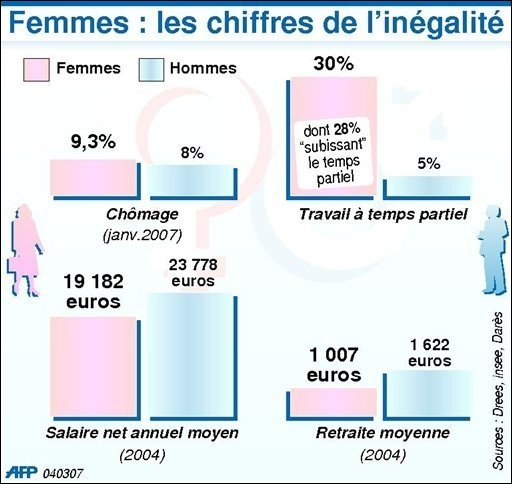 Femmes : les chiffres de l'inégalité
Femmes
Hommes
9,3%
8%
Chômage
(janv.2007)
30%
dont 28%
"subissant"
le temps
partiel
5%
Travail à temps partiel
19 182
euros
23 778
euros
Salaire net annuel moyen
(2004)
1 007
euros
1 622
euros
Retraite moyenne
(2004)
Sources : Drees, insee, Darès
AFP 040307